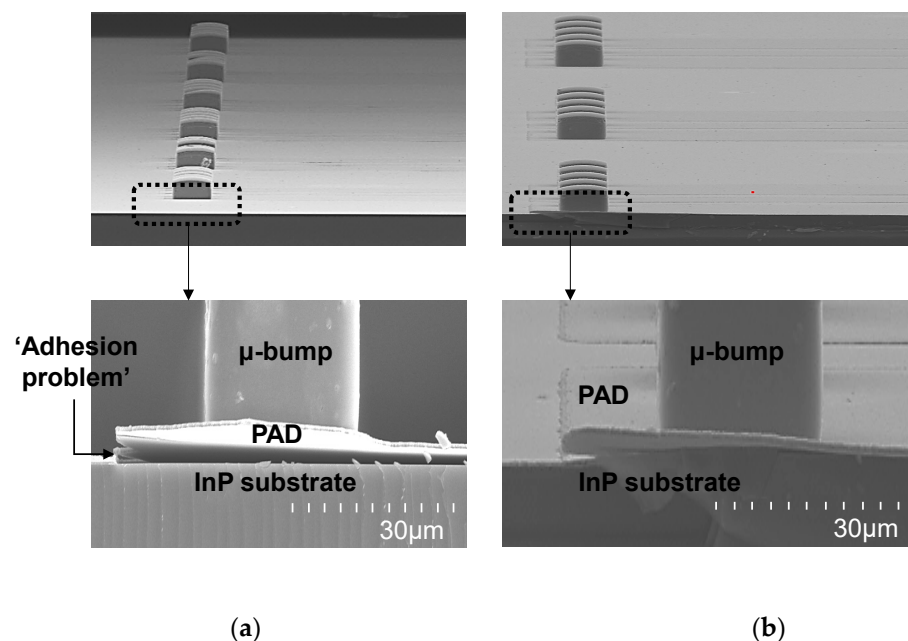 ‘Adhesion
problem’
μ-bump
PAD
InP substrate
30μm
μ-bump
PAD
InP substrate
30μm
(a)
(b)